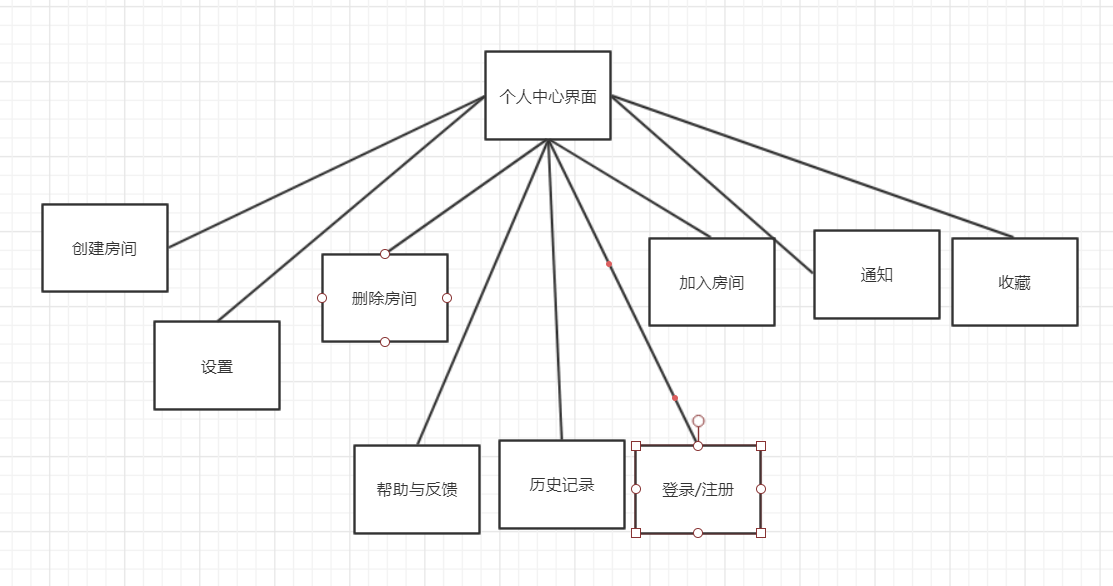 个人中心界面
创建房间
设置
删除房间
帮助与反馈
历史记录
登录/注册
加入房间
通知
收藏